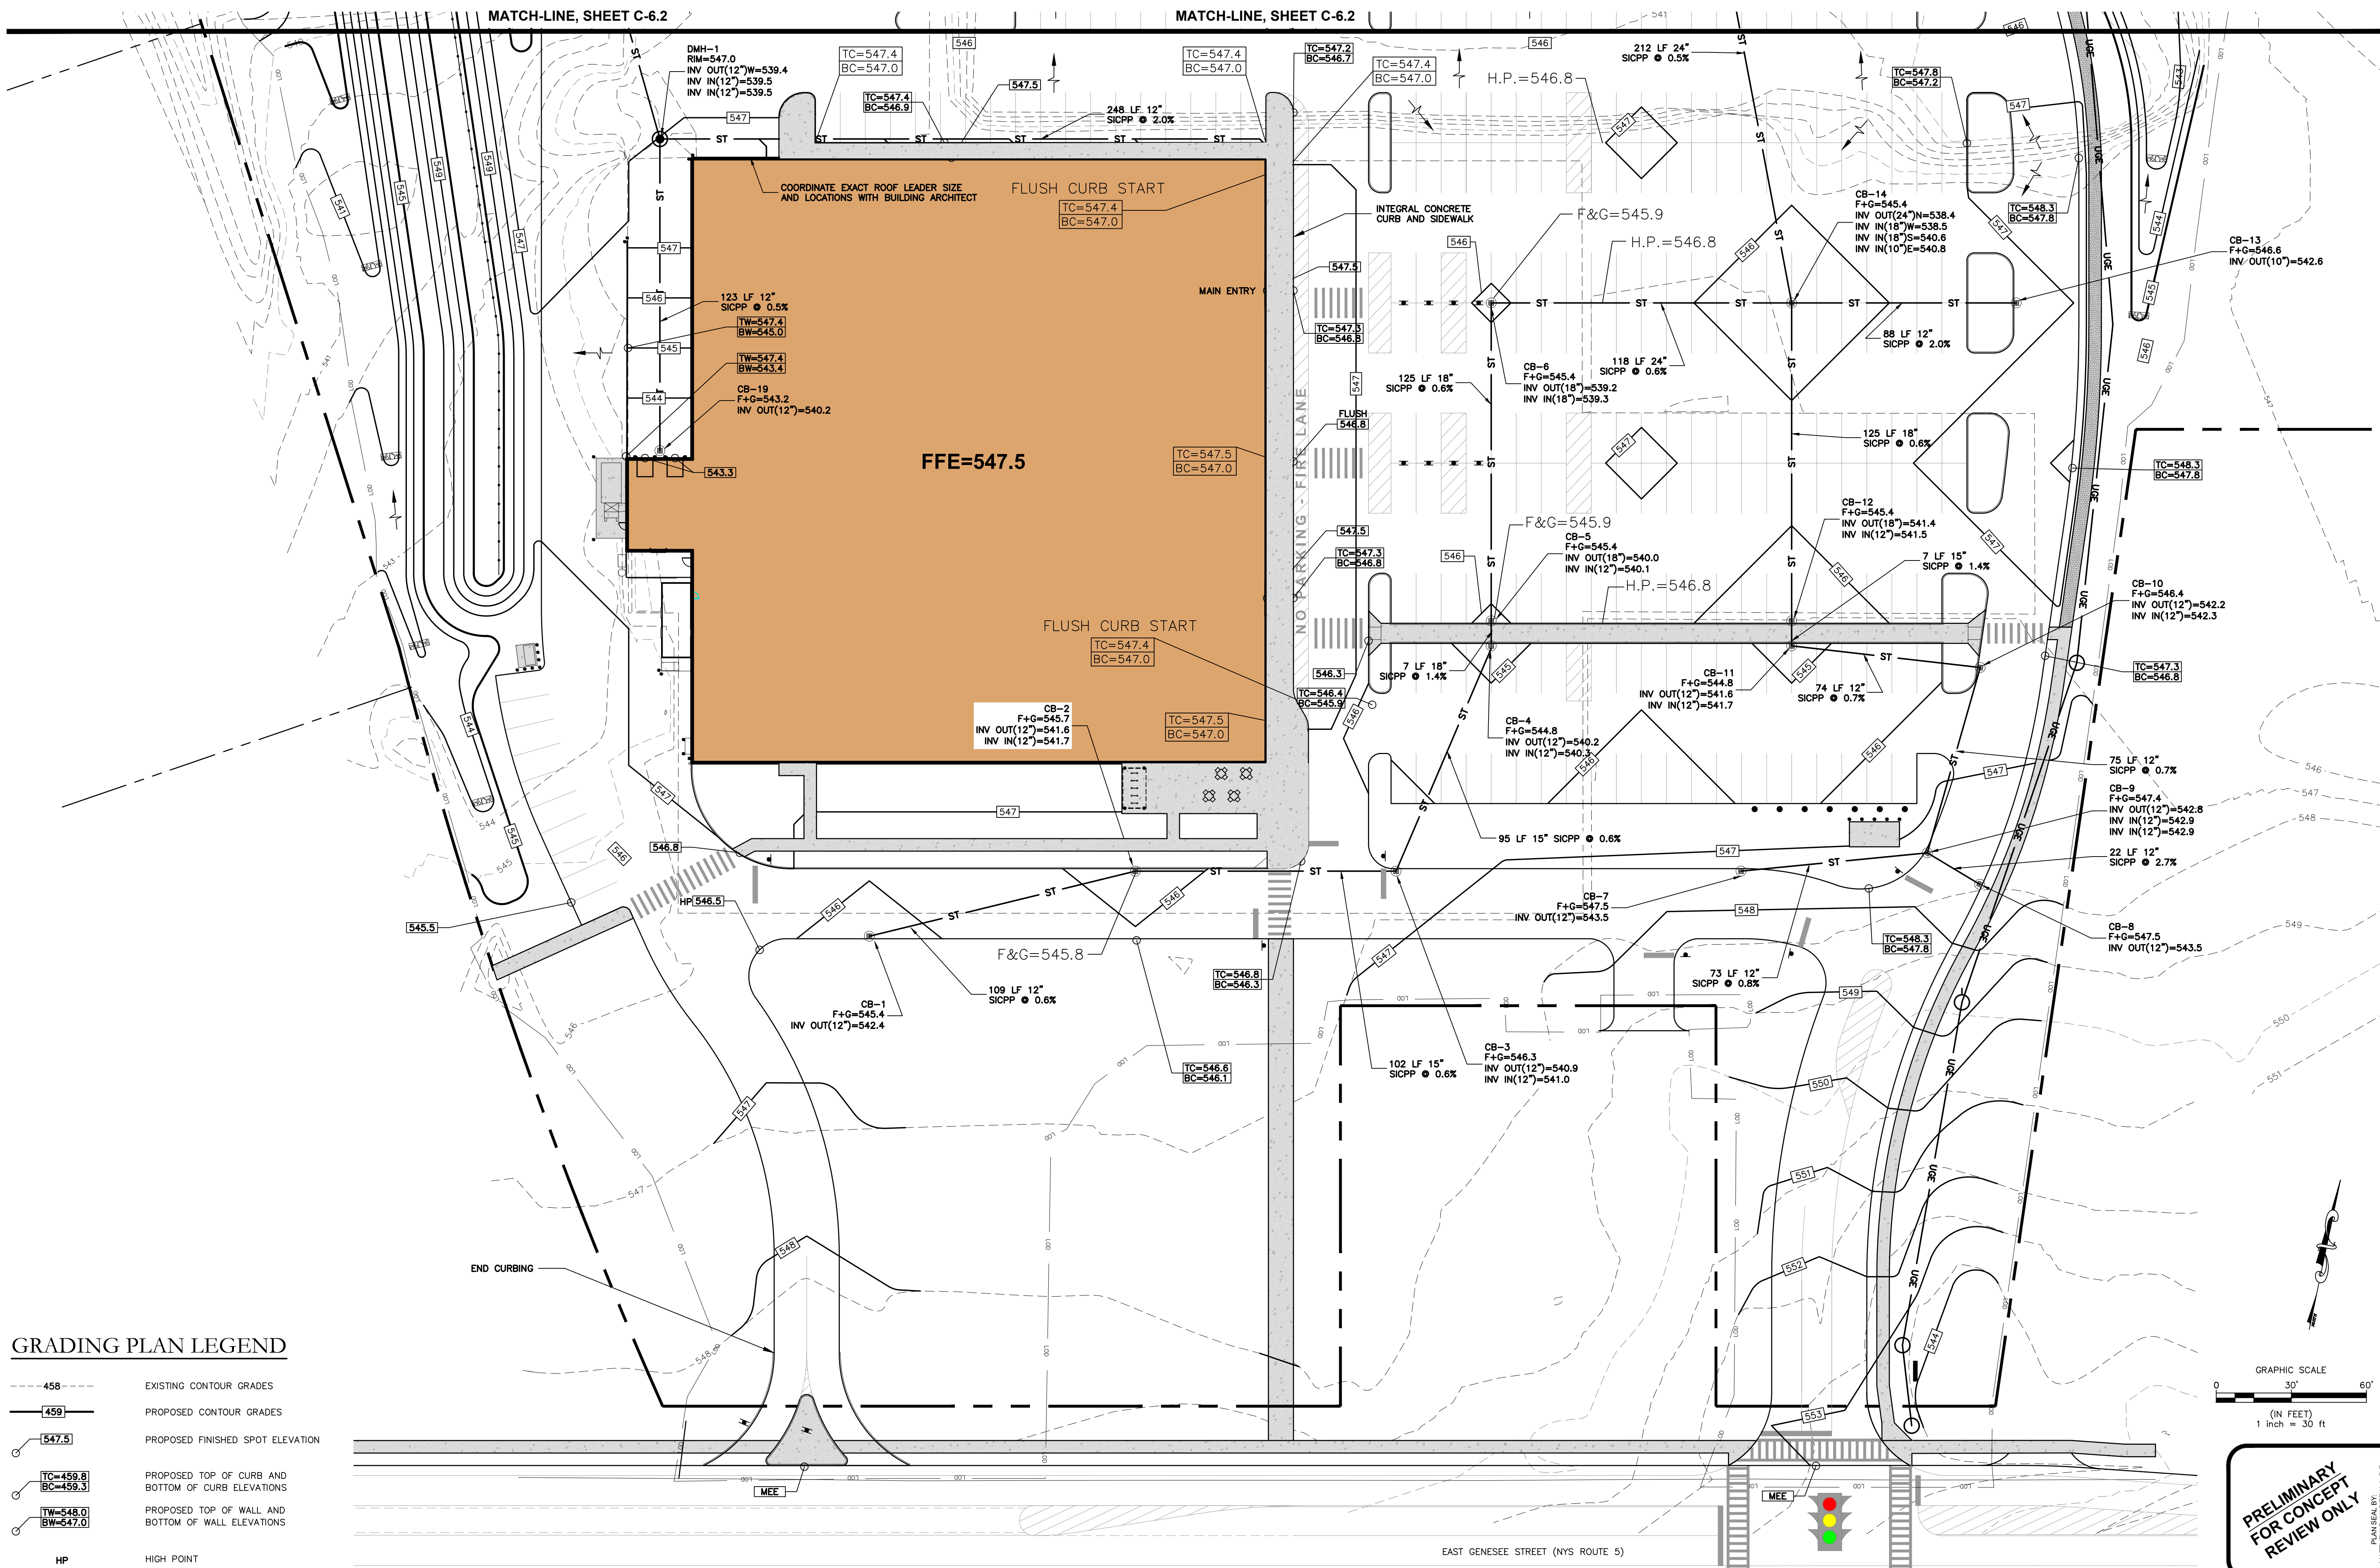 MATCH-LINE, SHEET C-6.2
MATCH-LINE, SHEET C-6.2
DMH-1
RIM=547.0
INV OUT(12")W=539.4
INV IN(12")=539.5
INV IN(12")=539.5
TC=547.4
BC=547.0
TC=547.4
BC=546.9
547.5
248 LF 12"
SICPP @ 2.0%
TC=547.4
BC=547.0
TC=547.2
BC=546.7
TC=547.4
BC=547.0
H.P.=546.8
212 LF 24"
SICPP @ 0.5%
TC=547.8
BC=547.2
COORDINATE EXACT ROOF LEADER SIZE
AND LOCATIONS WITH BUILDING ARCHITECT
FLUSH CURB START
TC=547.4
BC=547.0
INTEGRAL CONCRETE
CURB AND SIDEWALK
F&G=545.9
H.P.=546.8
CB-14
F+G=545.4
INV OUT(24")N=538.4
INV IN(18")W=538.5
INV IN(18")S=540.6
INV IN(10")E=540.8
TC=548.3
BC=547.8
CB-13
F+G=546.6
INV OUT(10")=542.6
547.5
MAIN ENTRY
TC=547.3
BC=546.8
123 LF 12"
SICPP @ 0.5%
TW=547.4
BW=545.0
TW=547.4
BW=543.4
CB-19
F+G=543.2
INV OUT(12")=540.2
543.3
88 LF 12"
SICPP @ 2.0%
118 LF 24"
SICPP @ 0.6%
CB-6
F+G=545.4
INV OUT(18")=539.2
INV IN(18")=539.3
125 LF 18"
SICPP @ 0.6%
FLUSH
546.8
FFE=547.5
TC=547.5
BC=547.0
NO PARKING - FIRE LANE
125 LF 18"
SICPP @ 0.6%
TC=548.3
BC=547.8
547.5
TC=547.3
BC=546.8
F&G=545.9
CB-5
F+G=545.4
INV OUT(18")=540.0
INV IN(12")=540.1
H.P.=546.8
CB-12
F+G=545.4
INV OUT(18")=541.4
INV IN(12")=541.5
7 LF 15"
SICPP @ 1.4%
CB-10
F+G=546.4
INV OUT(12")=542.2
INV IN(12")=542.3
FLUSH CURB START
TC=547.4
BC=547.0
546.3
TC=546.4
BC=545.9
7 LF 18"
SICPP @ 1.4%
CB-11
F+G=544.8
INV OUT(12")=541.6
INV IN(12")=541.7
74 LF 12"
SICPP @ 0.7%
TC=547.3
BC=546.8
CB-2
F+G=545.7
INV OUT(12")=541.6
INV IN(12")=541.7
TC=547.5
BC=547.0
CB-4
F+G=544.8
INV OUT(12")=540.2
INV IN(12")=540.3
75 LF 12"
SICPP @ 0.7%
CB-9
F+G=547.4
INV OUT(12")=542.8
INV IN(12")=542.9
INV IN(12")=542.9
95 LF 15" SICPP @ 0.6%
22 LF 12"
SICPP @ 2.7%
546.8
HP 546.5
545.5
CB-7
F+G=547.5
INV OUT(12")=543.5
CB-8
F+G=547.5
INV OUT(12")=543.5
TC=548.3
BC=547.8
F&G=545.8
TC=546.8
BC=546.3
73 LF 12"
SICPP @ 0.8%
109 LF 12"
SICPP @ 0.6%
CB-1
F+G=545.4
INV OUT(12")=542.4
TC=546.6
BC=546.1
102 LF 15"
SICPP @ 0.6%
CB-3
F+G=546.3
INV OUT(12")=540.9
INV IN(12")=541.0
END CURBING
MEE
MEE
EAST GENESEE STREET (NYS ROUTE 5)
GRADING PLAN LEGEND
458 EXISTING CONTOUR GRADES
459 PROPOSED CONTOUR GRADES
547.5 PROPOSED FINISHED SPOT ELEVATION
TC=459.8 PROPOSED TOP OF CURB AND
BC=459.3 BOTTOM OF CURB ELEVATIONS
TW=548.0 PROPOSED TOP OF WALL AND
BW=547.0 BOTTOM OF WALL ELEVATIONS
HP HIGH POINT
GRAPHIC SCALE
0 30' 60'
(IN FEET)
1 inch = 30 ft
PRELIMINARY
FOR CONCEPT
REVIEW ONLY
PLAN SEAL BY: